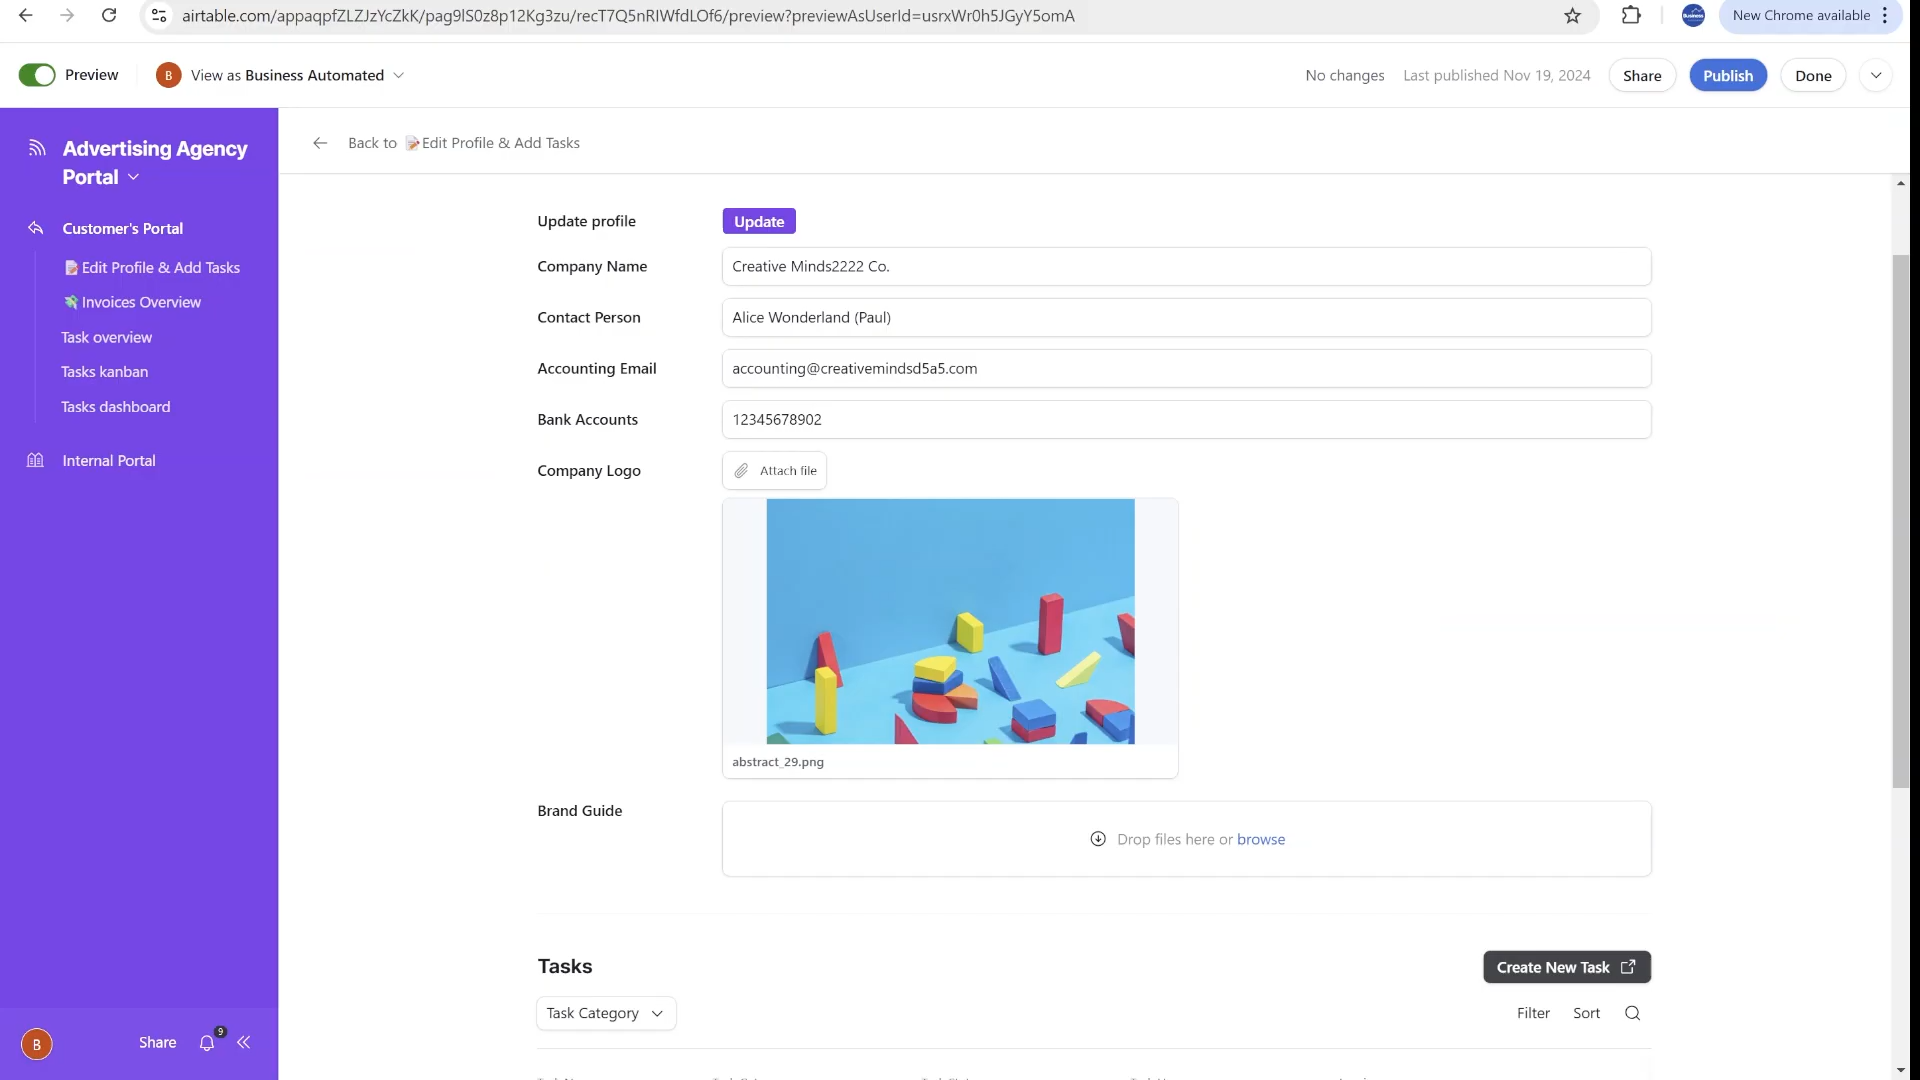 airtable.com/appaqpfZLZJzYcZkK/pag9lS0z8p12Kg3zu/recT7Q5nRIWfdLOf6/preview?previewAsUserId=usrxWr0h5JGyY5omA
New Chrome available
Preview
B
View as Business Automated
No changes
Last published Nov 19, 2024
Share
Publish
Done
Advertising Agency
Portal
Customer's Portal
Edit Profile & Add Tasks
Invoices Overview
Task overview
Tasks kanban
Tasks dashboard
Internal Portal
B
Share
9
Back to Edit Profile & Add Tasks
Update profile
Update
Company Name
Creative Minds2222 Co.
Contact Person
Alice Wonderland (Paul)
Accounting Email
accounting@creativemindsd5a5.com
Bank Accounts
12345678902
Company Logo
Attach file
abstract_29.png
Brand Guide
Drop files here or browse
Tasks
Create New Task
Task Category
Filter
Sort